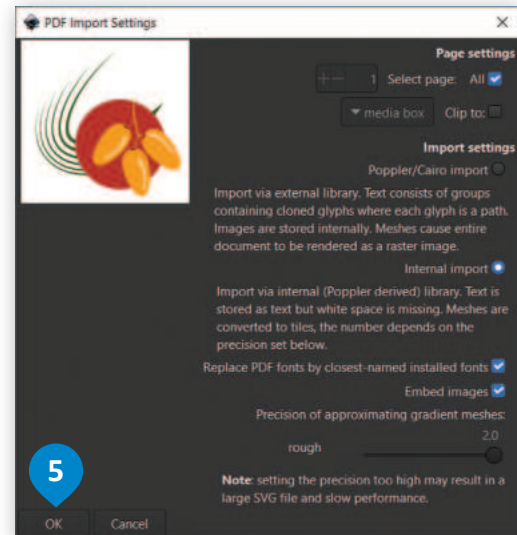 PDF Import Settings
Page settings
+− 1 Select page: All
media box Clip to:
Import settings
Poppler/Cairo import
Import via external library. Text consists of groups
containing cloned glyphs where each glyph is a path.
Images are stored internally. Meshes cause entire
document to be rendered as a raster image.
Internal import
Import via internal (Poppler derived) library. Text is
stored as text but white space is missing. Meshes are
converted to tiles, the number depends on the
precision set below.
Replace PDF fonts by closest-named installed fonts
Embed images
Precision of approximating gradient meshes:
2.0
rough
Note: setting the precision too high may result in a
large SVG file and slow performance.
5
OK Cancel